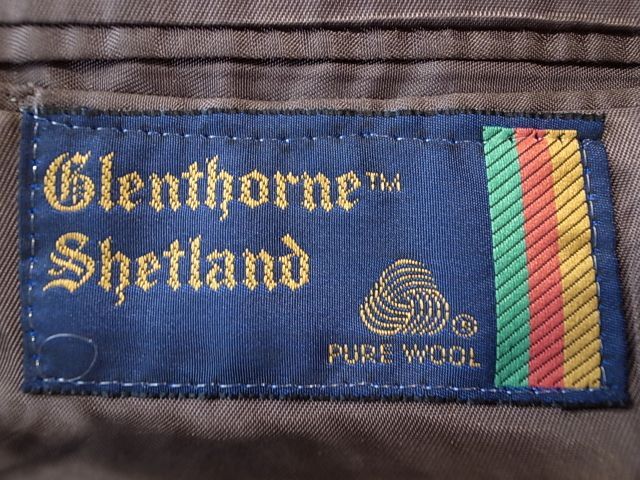 Glenthorne™
Shetland
®
PURE WOOL